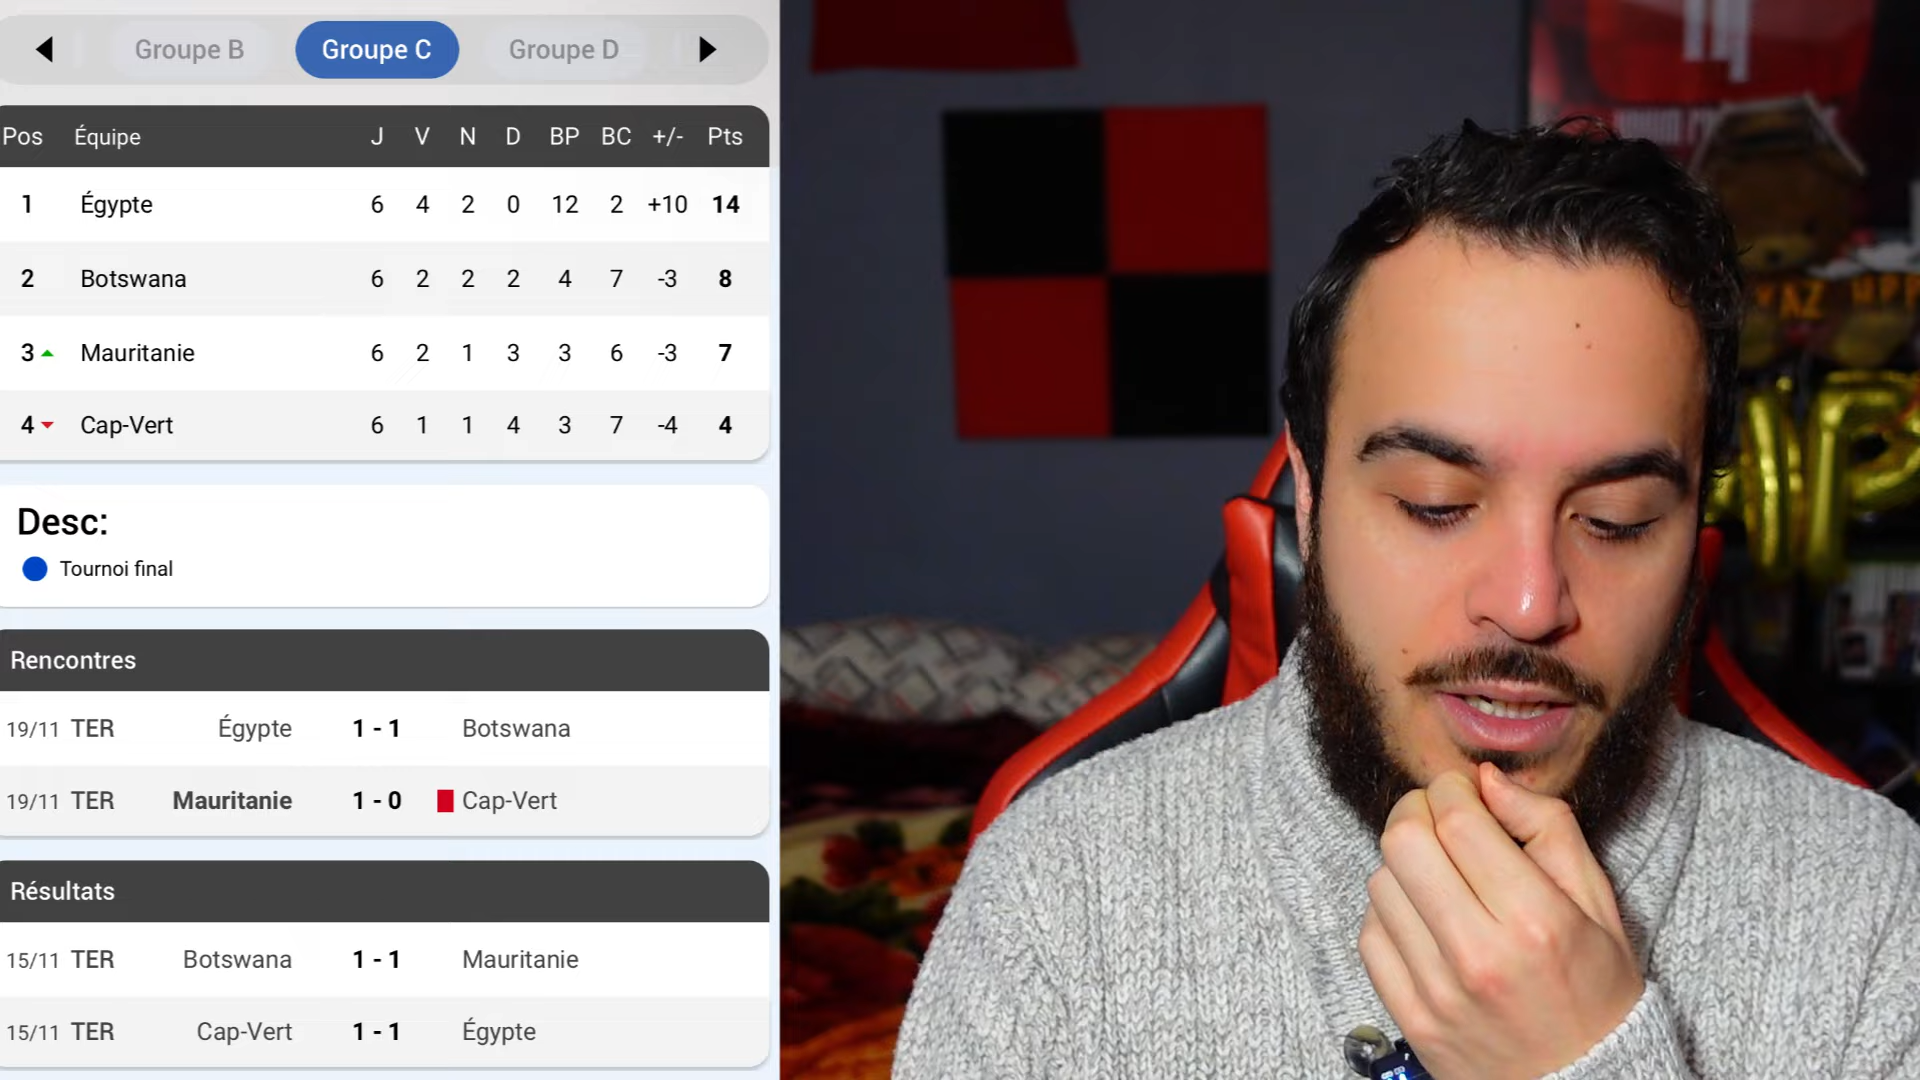 Groupe B Groupe C Groupe D
Pos Équipe J V N D BP BC +/- Pts
1 Égypte 6 4 2 0 12 2 +10 14
2 Botswana 6 2 2 2 4 7 -3 8
3 Mauritanie 6 2 1 3 3 6 -3 7
4 Cap-Vert 6 1 1 4 3 7 -4 4
Desc:
Tournoi final
Rencontres
19/11 TER Égypte 1 - 1 Botswana
19/11 TER Mauritanie 1 - 0 Cap-Vert
Résultats
15/11 TER Botswana 1 - 1 Mauritanie
15/11 TER Cap-Vert 1 - 1 Égypte